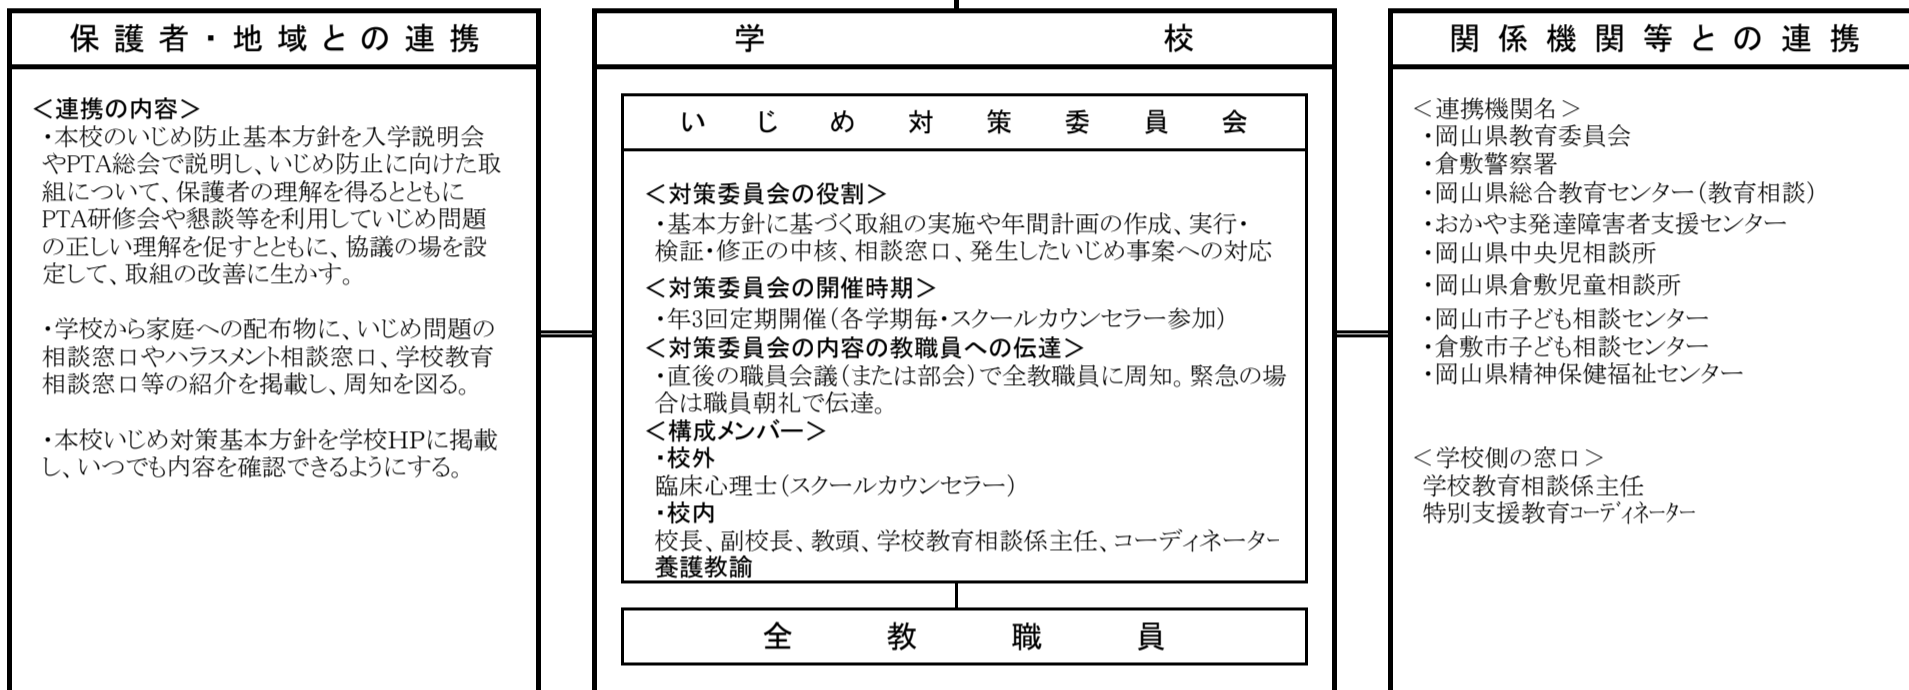 保護者・地域との連携
＜連携の内容＞
・本校のいじめ防止基本方針を入学説明会
やPTA総会で説明し、いじめ防止に向けた取
組について、保護者の理解を得るとともに
PTA研修会や懇談等を利用していじめ問題
の正しい理解を促すとともに、協議の場を設
定して、取組の改善に生かす。
・学校から家庭への配布物に、いじめ問題の
相談窓口やハラスメント相談窓口、学校教育
相談窓口等の紹介を掲載し、周知を図る。
・本校いじめ対策基本方針を学校HPに掲載
し、いつでも内容を確認できるようにする。
学校
いじめ対策委員会
＜対策委員会の役割＞
・基本方針に基づく取組の実施や年間計画の作成、実行・
検証・修正の中核、相談窓口、発生したいじめ事案への対応
＜対策委員会の開催時期＞
・年3回定期開催（各学期毎・スクールカウンセラー参加）
＜対策委員会の内容の教職員への伝達＞
・直後の職員会議（または部会）で全教職員に周知。緊急の場
合は職員朝礼で伝達。
＜構成メンバー＞
・校外
臨床心理士（スクールカウンセラー）
・校内
校長、副校長、教頭、学校教育相談係主任、コーディネーター
養護教諭
全教職員
関係機関等との連携
＜連携機関名＞
・岡山県教育委員会
・倉敷警察署
・岡山県総合教育センター（教育相談）
・おかやま発達障害者支援センター
・岡山県中央児相談所
・岡山県倉敷児童相談所
・岡山市子ども相談センター
・倉敷市子ども相談センター
・岡山県精神保健福祉センター
＜学校側の窓口＞
学校教育相談係主任
特別支援教育コーディネーター